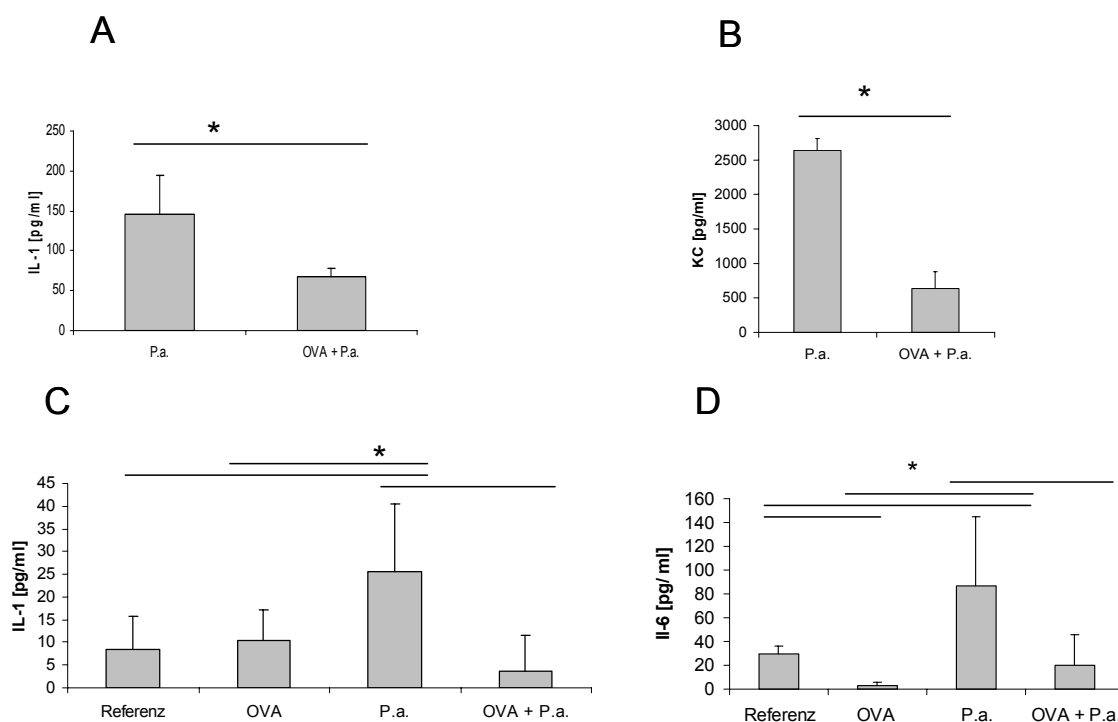 A
B
*
*
250
200
150
100
50
0
IL-1 [pg/ml]
P.a.
OVA + P.a.
3000
2500
2000
1500
1000
500
0
KC [pg/ml]
P.a.
OVA + P.a.
C
D
*
*
45
40
35
30
25
20
15
10
5
0
IL-1 [pg/ml]
Referenz
OVA
P.a.
OVA + P.a.
160
140
120
100
80
60
40
20
0
Il-6 [pg/ ml]
Referenz
OVA
P.a.
OVA + P.a